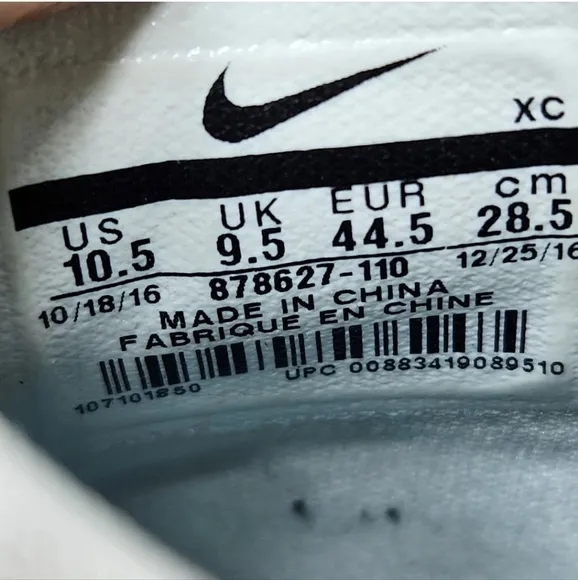 XC
US UK EUR cm
10.5 9.5 44.5 28.5
10/18/16 878627-110 12/25/16
MADE IN CHINA
FABRIQUE EN CHINE
107101850 UPC 00883419089510